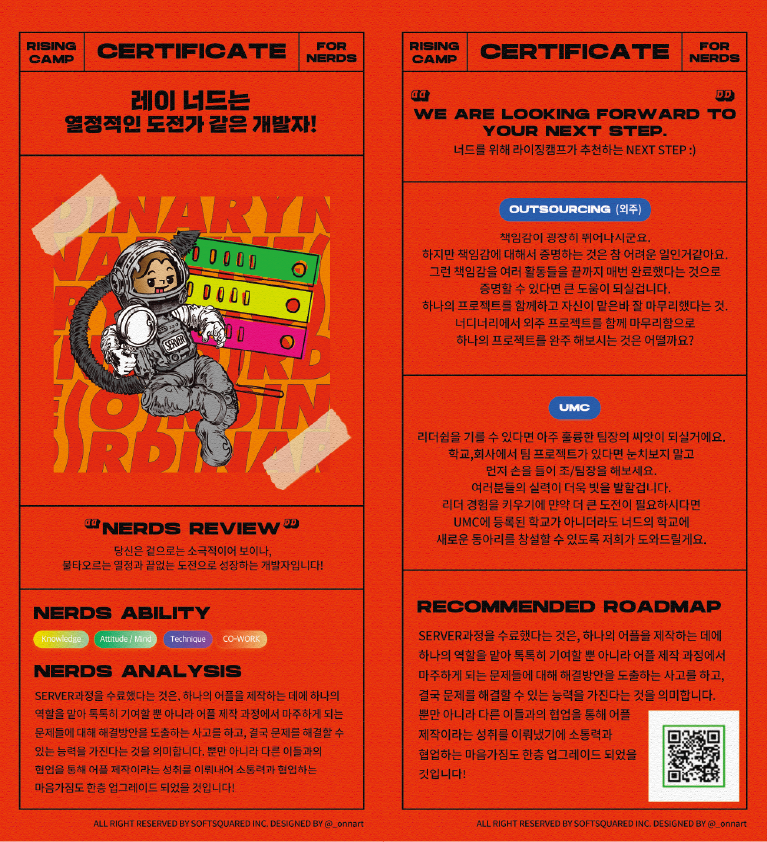 RISING CAMP
CERTIFICATE
FOR NERDS
레이 너드는
열정적인 도전가 같은 개발자!
SERVER
NERDS REVIEW
당신은 겉으로는 소극적이어 보이나,
불타오르는 열정과 끝없는 도전으로 성장하는 개발자입니다!
NERDS ABILITY
Knowledge
Attitude / Mind
Technique
CO-WORK
NERDS ANALYSIS
SERVER과정을 수료했다는 것은, 하나의 어플을 제작하는 데에 하나의
역할을 맡아 톡톡히 기여할 뿐 아니라 어플 제작 과정에서 마주하게 되는
문제들에 대해 해결방안을 도출하는 사고를 하고, 결국 문제를 해결할 수
있는 능력을 가진다는 것을 의미합니다. 뿐만 아니라 다른 이들과의
협업을 통해 어플 제작이라는 성취를 이뤄내어 소통력과 협업하는
마음가짐도 한층 업그레이드 되었을 것입니다!
ALL RIGHT RESERVED BY SOFTSQUARED INC. DESIGNED BY @_onnart
RISING CAMP
CERTIFICATE
FOR NERDS
WE ARE LOOKING FORWARD TO
YOUR NEXT STEP.
너드를 위해 라이징캠프가 추천하는 NEXT STEP :)
OUTSOURCING (외주)
책임감이 굉장히 뛰어나시군요.
하지만 책임감에 대해서 증명하는 것은 참 어려운 일인거같아요.
그런 책임감을 여러 활동들을 끝까지 매번 완료했다는 것으로
증명할 수 있다면 큰 도움이 되실겁니다.
하나의 프로젝트를 함께하고 자신이 맡은바 잘 마무리했다는 것.
너디너리에서 외주 프로젝트를 함께 마무리함으로
하나의 프로젝트를 완주 해보시는 것은 어떨까요?
UMC
리더쉽을 기를 수 있다면 아주 훌륭한 팀장의 씨앗이 되실거에요.
학교,회사에서 팀 프로젝트가 있다면 눈치보지 말고
먼저 손을 들어 조/팀장을 해보세요.
여러분들의 실력이 더욱 빛을 발할겁니다.
리더 경험을 키우기에 먄약 더 큰 도전이 필요하시다면
UMC에 등록된 학교가 아니더라도 너드의 학교에
새로운 동아리를 창설할 수 있도록 저희가 도와드릴게요.
RECOMMENDED ROADMAP
SERVER과정을 수료했다는 것은, 하나의 어플을 제작하는 데에
하나의 역할을 맡아 톡톡히 기여할 뿐 아니라 어플 제작 과정에서
마주하게 되는 문제들에 대해 해결방안을 도출하는 사고를 하고,
결국 문제를 해결할 수 있는 능력을 가진다는 것을 의미합니다.
뿐만 아니라 다른 이들과의 협업을 통해 어플
제작이라는 성취를 이뤄냈기에 소통력과
협업하는 마음가짐도 한층 업그레이드 되었을
것입니다!
ALL RIGHT RESERVED BY SOFTSQUARED INC. DESIGNED BY @_onnart